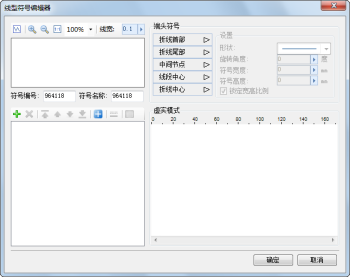 线型符号编辑器
100% 线宽: 0.1
符号编号: 964118 符号名称: 964118
端头符号
折线首部
折线尾部
中间节点
线段中心
折线中心
设置
形状:
旋转角度: 0 度
符号宽度: 0 mm
符号高度: 0 mm
锁定宽高比例
虚实模式
0 20 40 60 80 100 120 140 160
确定 取消